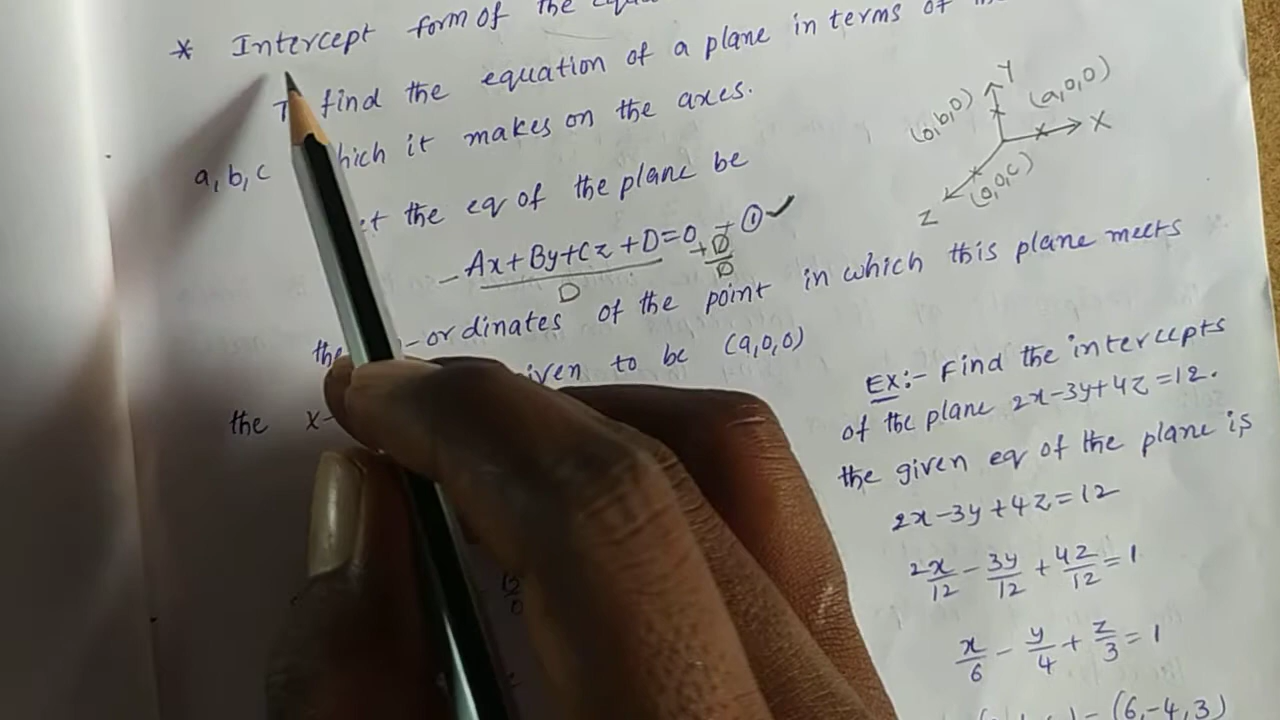 * Intercept form of the
find the equation of a plane in terms of
a, b, c which it makes on the axes.
the eq of the plane be
Ax + By + Cz + D = 0 - ①
D
+ D
D
the -ordinates of the point in which this plane meets
the x- given to be (a,0,0)
Y
(0,b,0)
(a,0,0)
X
(0,0,c)
Z
EX:- Find the intercepts
of the plane 2x-3y+4z=12.
the given eq of the plane is
2x-3y+4z=12
2x/12 - 3y/12 + 4z/12 = 1
x/6 - y/4 + z/3 = 1
(6,-4,3)